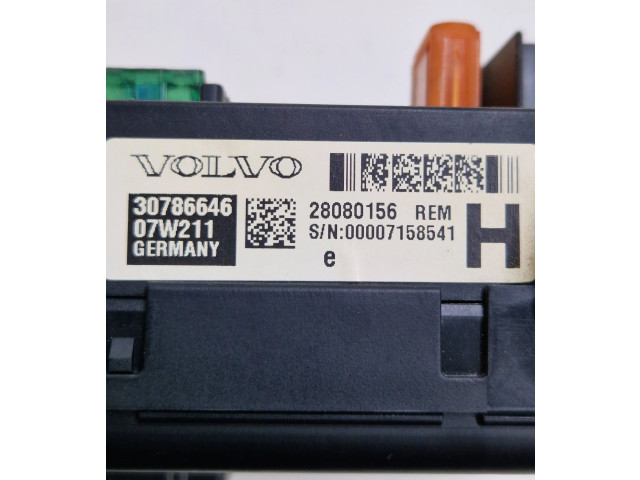 VOLVO
30786646
07W211
GERMANY
28080156 REM
S/N:00007158541
e
H